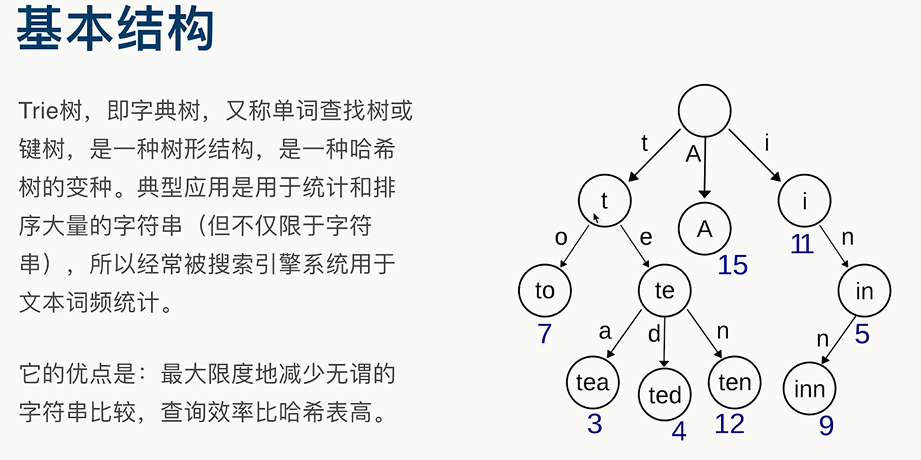 基本结构
Trie树，即字典树，又称单词查找树或
键树，是一种树形结构，是一种哈希
树的变种。典型应用是用于统计和排
序大量的字符串（但不仅限于字符
串），所以经常被搜索引擎系统用于
文本词频统计。
它的优点是：最大限度地减少无谓的
字符串比较，查询效率比哈希表高。
t A i
t A i
15 11
o e n
to te in
7 5
a d n n
tea ted ten inn
3 4 12 9